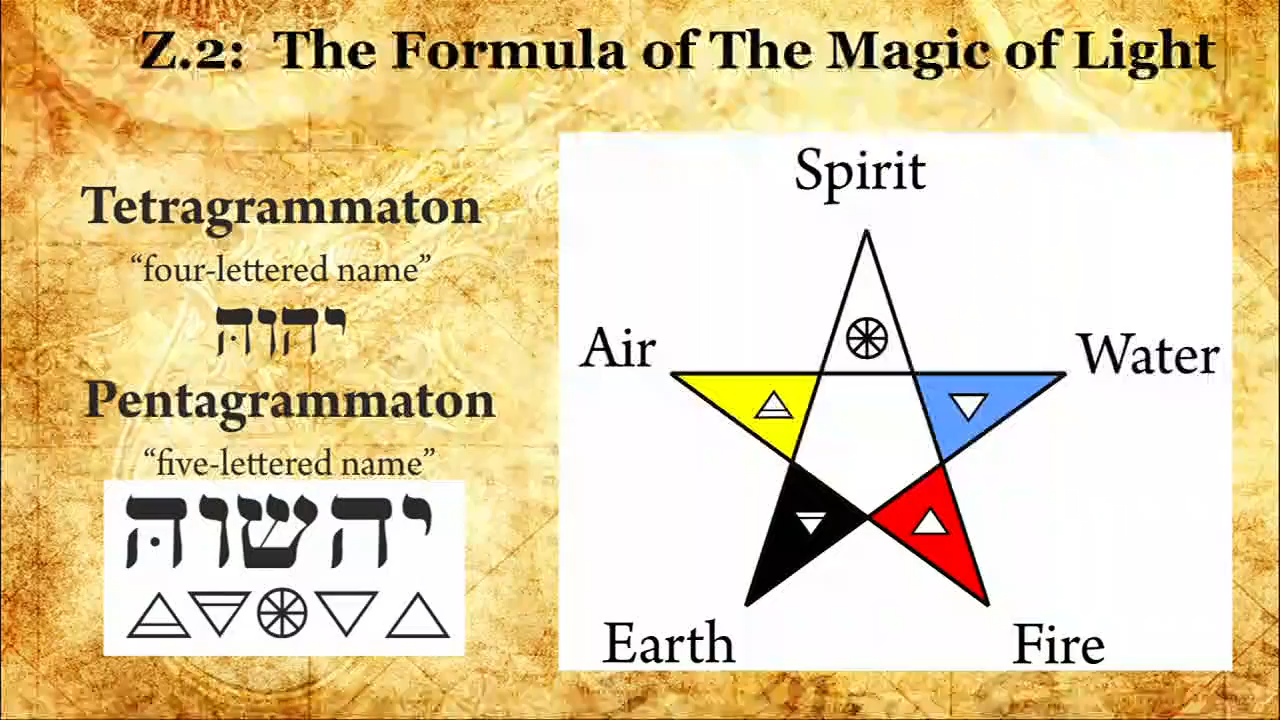 Z.2: The Formula of The Magic of Light
Tetragrammaton
“four-lettered name”
יהוהּ
Pentagrammaton
“five-lettered name”
יהשוהּ
Spirit
Air
Water
Earth
Fire